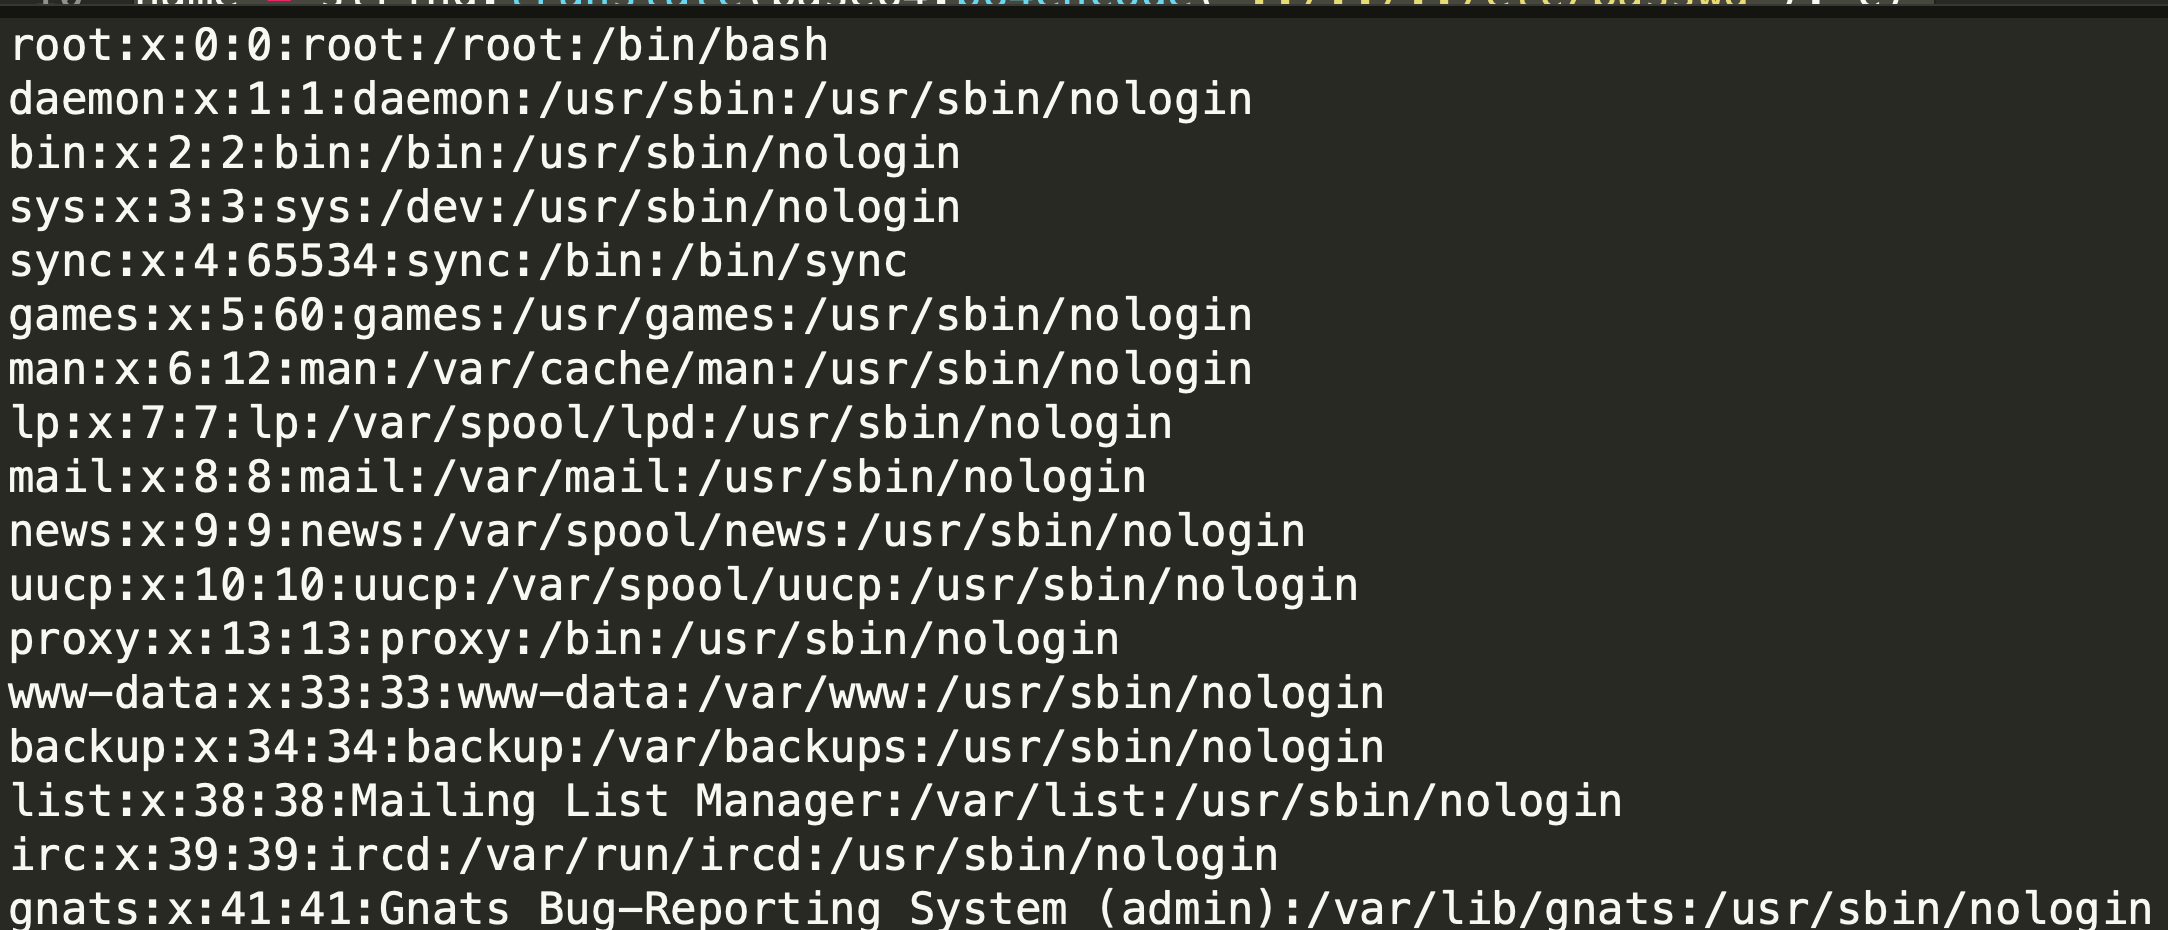 root:x:0:0:root:/root:/bin/bash
daemon:x:1:1:daemon:/usr/sbin:/usr/sbin/nologin
bin:x:2:2:bin:/bin:/usr/sbin/nologin
sys:x:3:3:sys:/dev:/usr/sbin/nologin
sync:x:4:65534:sync:/bin:/bin/sync
games:x:5:60:games:/usr/games:/usr/sbin/nologin
man:x:6:12:man:/var/cache/man:/usr/sbin/nologin
lp:x:7:7:lp:/var/spool/lpd:/usr/sbin/nologin
mail:x:8:8:mail:/var/mail:/usr/sbin/nologin
news:x:9:9:news:/var/spool/news:/usr/sbin/nologin
uucp:x:10:10:uucp:/var/spool/uucp:/usr/sbin/nologin
proxy:x:13:13:proxy:/bin:/usr/sbin/nologin
www-data:x:33:33:www-data:/var/www:/usr/sbin/nologin
backup:x:34:34:backup:/var/backups:/usr/sbin/nologin
list:x:38:38:Mailing List Manager:/var/list:/usr/sbin/nologin
irc:x:39:39:ircd:/var/run/ircd:/usr/sbin/nologin
gnats:x:41:41:Gnats Bug-Reporting System (admin):/var/lib/gnats:/usr/sbin/nologin